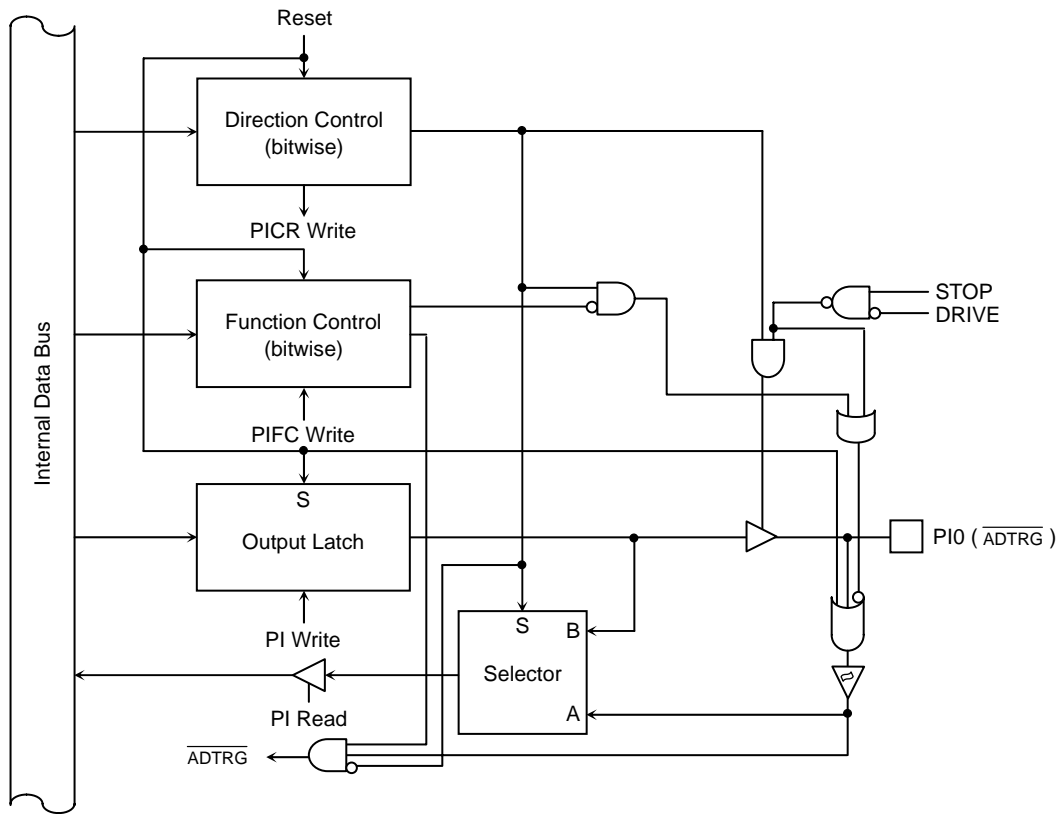 Reset
Direction Control
(bitwise)
PICR Write
Function Control
(bitwise)
STOP
DRIVE
Internal Data Bus
PIFC Write
S
Output Latch
PI0 ( ADTRG )
PI Write
S
B
Selector
A
PI Read
ADTRG